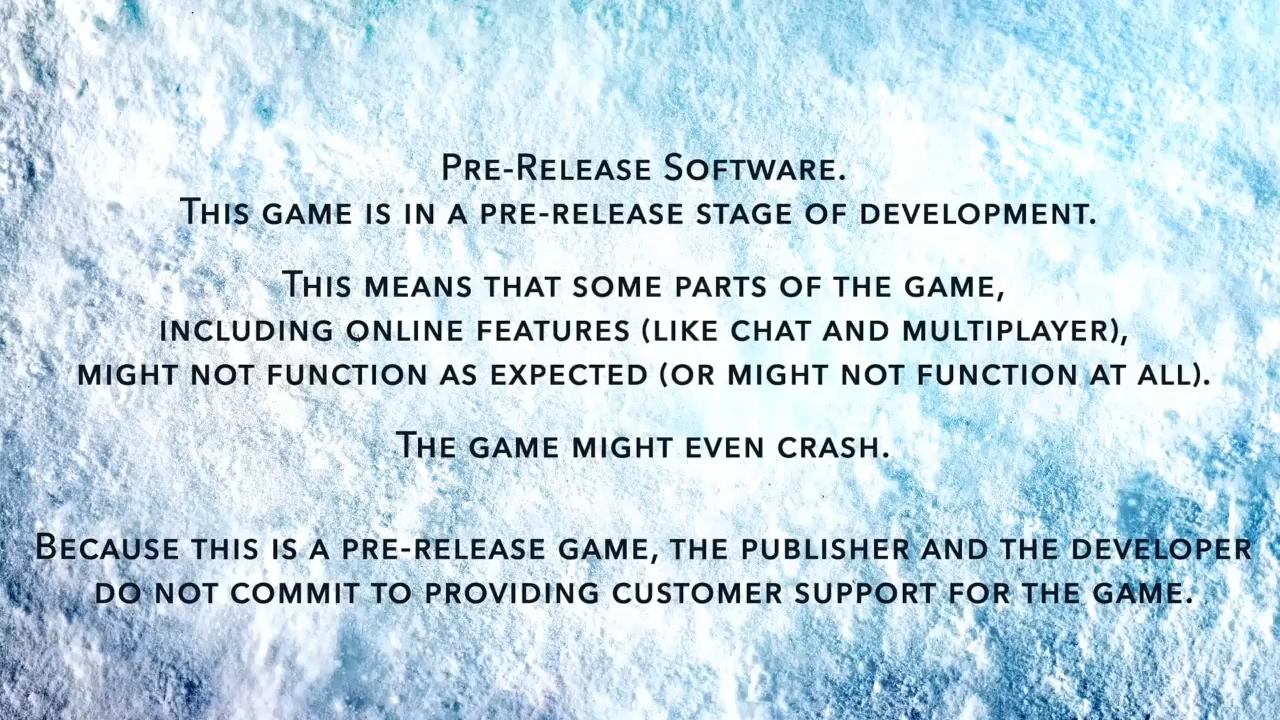 Pre-Release Software.
This game is in a pre-release stage of development.
This means that some parts of the game,
including online features (like chat and multiplayer),
might not function as expected (or might not function at all).
The game might even crash.
Because this is a pre-release game, the publisher and the developer
do not commit to providing customer support for the game.